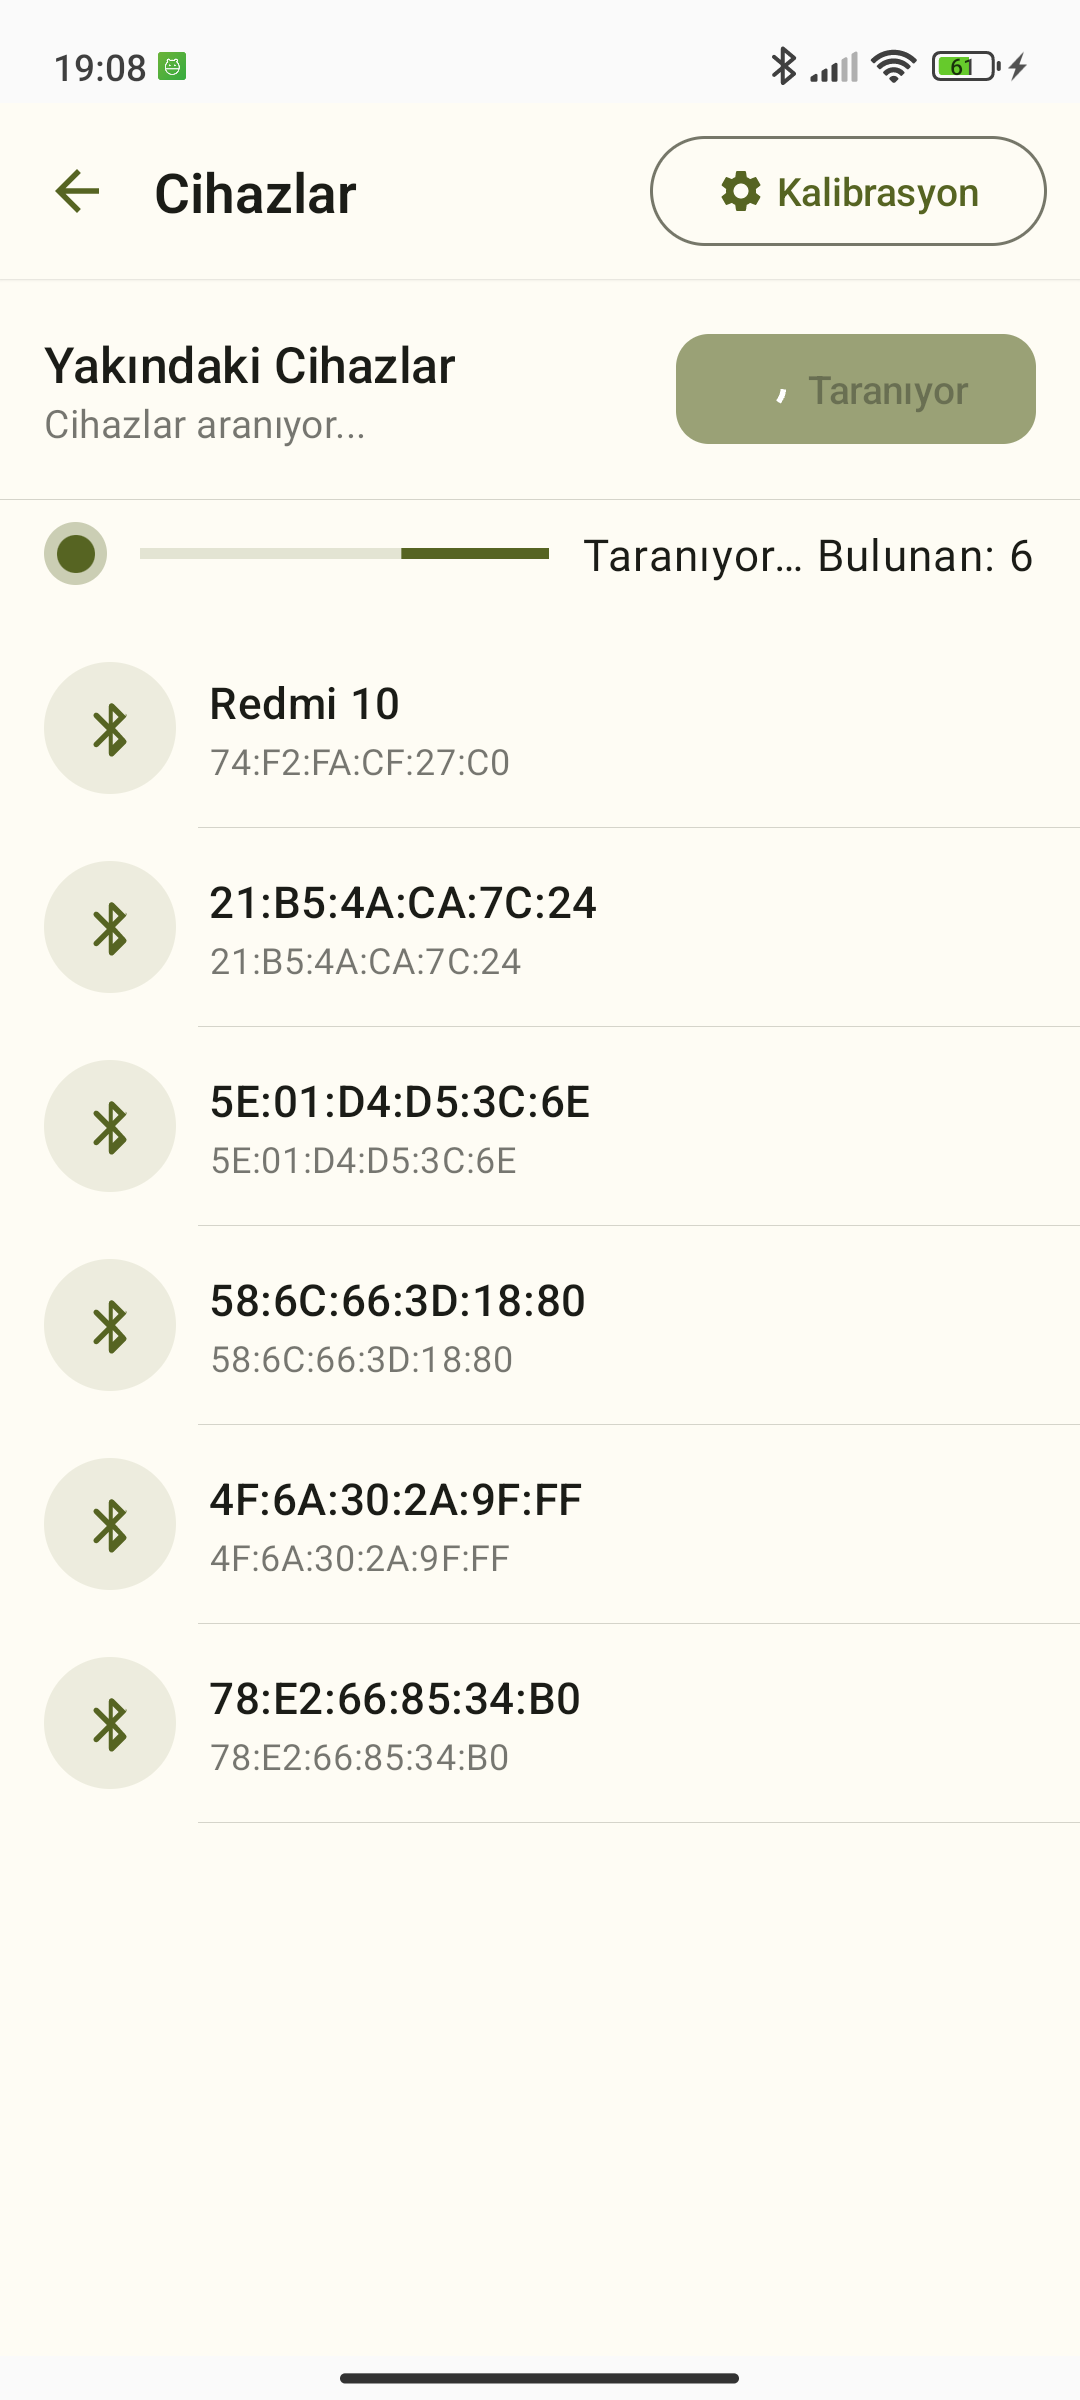 19:08
61
Cihazlar
Kalibrasyon
Yakındaki Cihazlar
Cihazlar aranıyor...
Taranıyor
Taranıyor... Bulunan: 6
Redmi 10
74:F2:FA:CF:27:C0
21:B5:4A:CA:7C:24
21:B5:4A:CA:7C:24
5E:01:D4:D5:3C:6E
5E:01:D4:D5:3C:6E
58:6C:66:3D:18:80
58:6C:66:3D:18:80
4F:6A:30:2A:9F:FF
4F:6A:30:2A:9F:FF
78:E2:66:85:34:B0
78:E2:66:85:34:B0